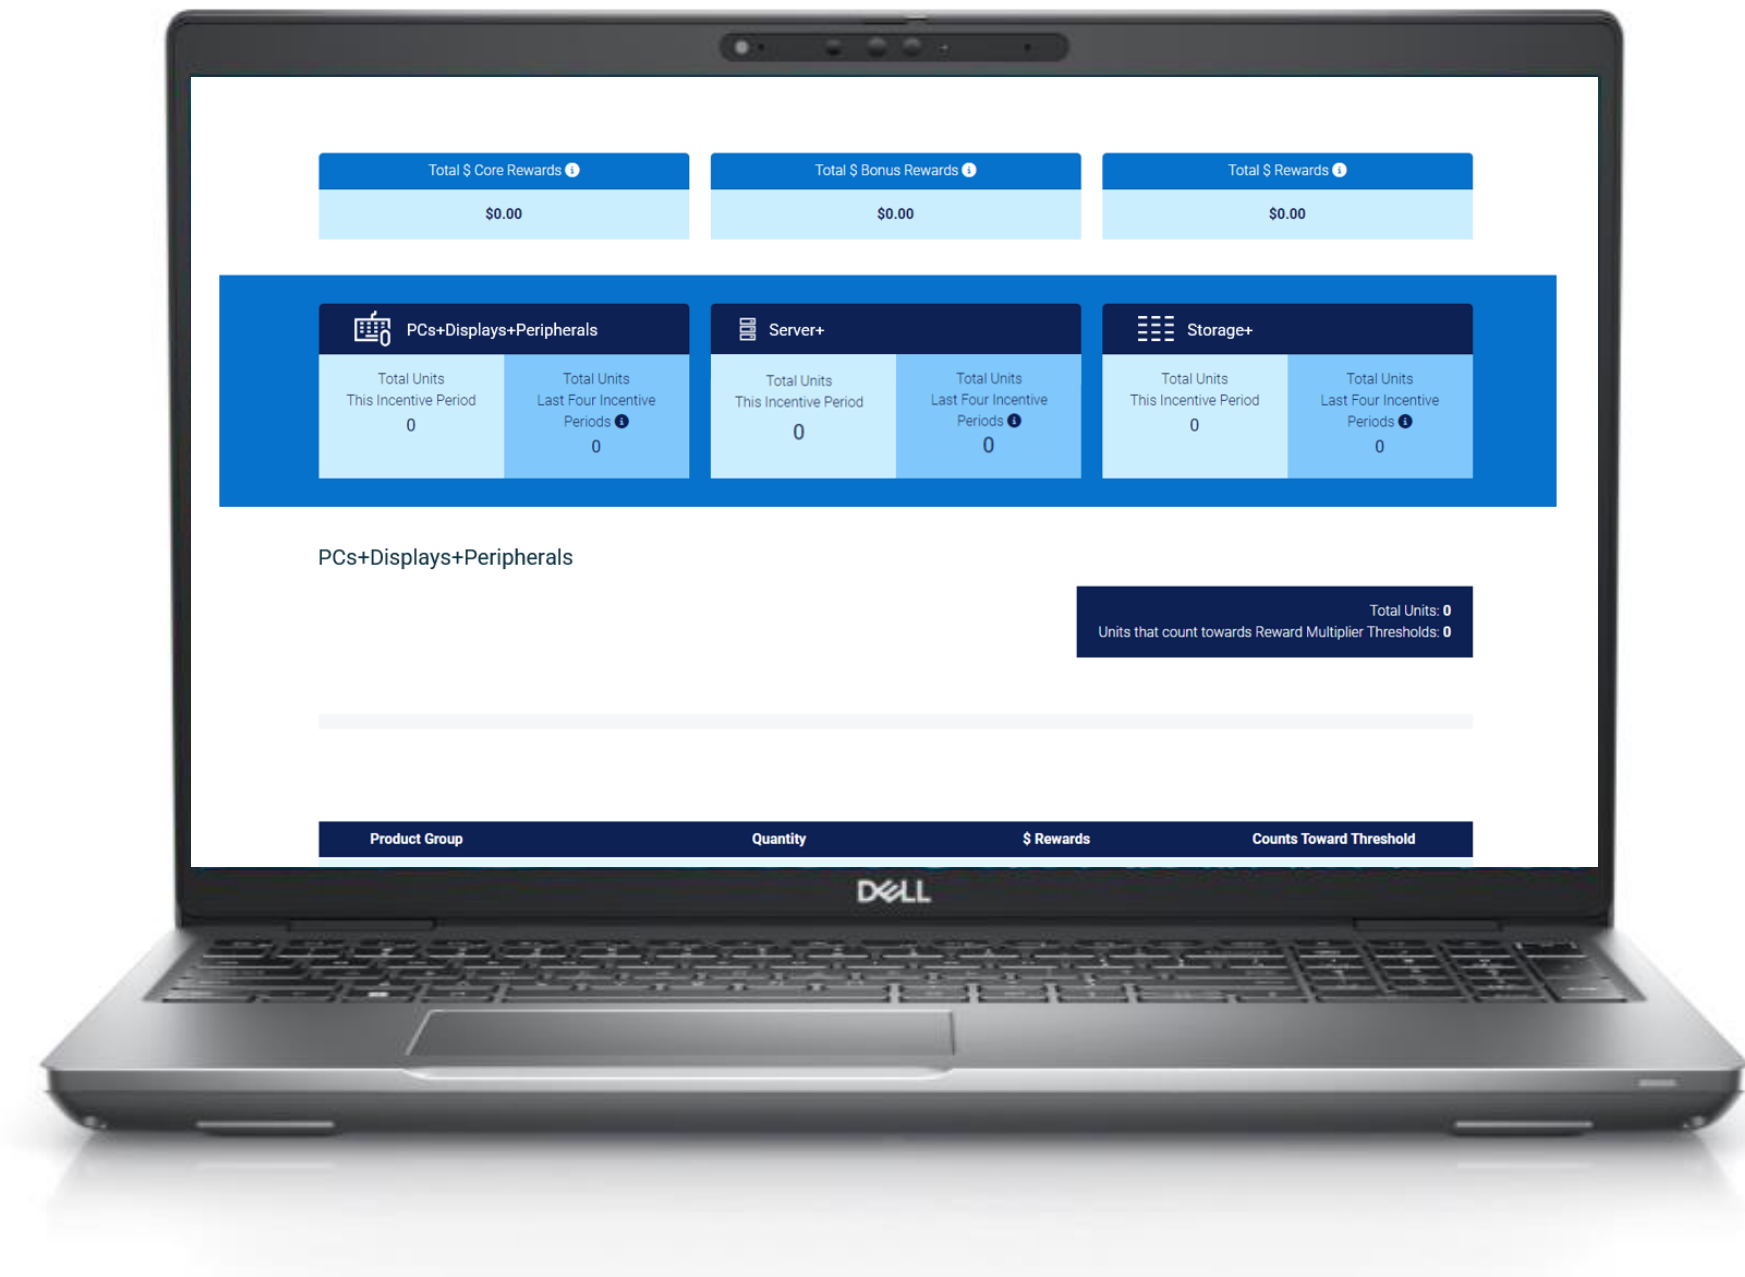 Total $ Core Rewards
Total $ Bonus Rewards
Total $ Rewards
$0.00
$0.00
$0.00
PCs+Displays+Peripherals
Total Units
This Incentive Period
0
Total Units
Last Four Incentive
Periods
0
Server+
Total Units
This Incentive Period
0
Total Units
Last Four Incentive
Periods
0
Storage+
Total Units
This Incentive Period
0
Total Units
Last Four Incentive
Periods
0
PCs+Displays+Peripherals
Total Units: 0
Units that count towards Reward Multiplier Thresholds: 0
Product Group Quantity $ Rewards Counts Toward Threshold
DELL